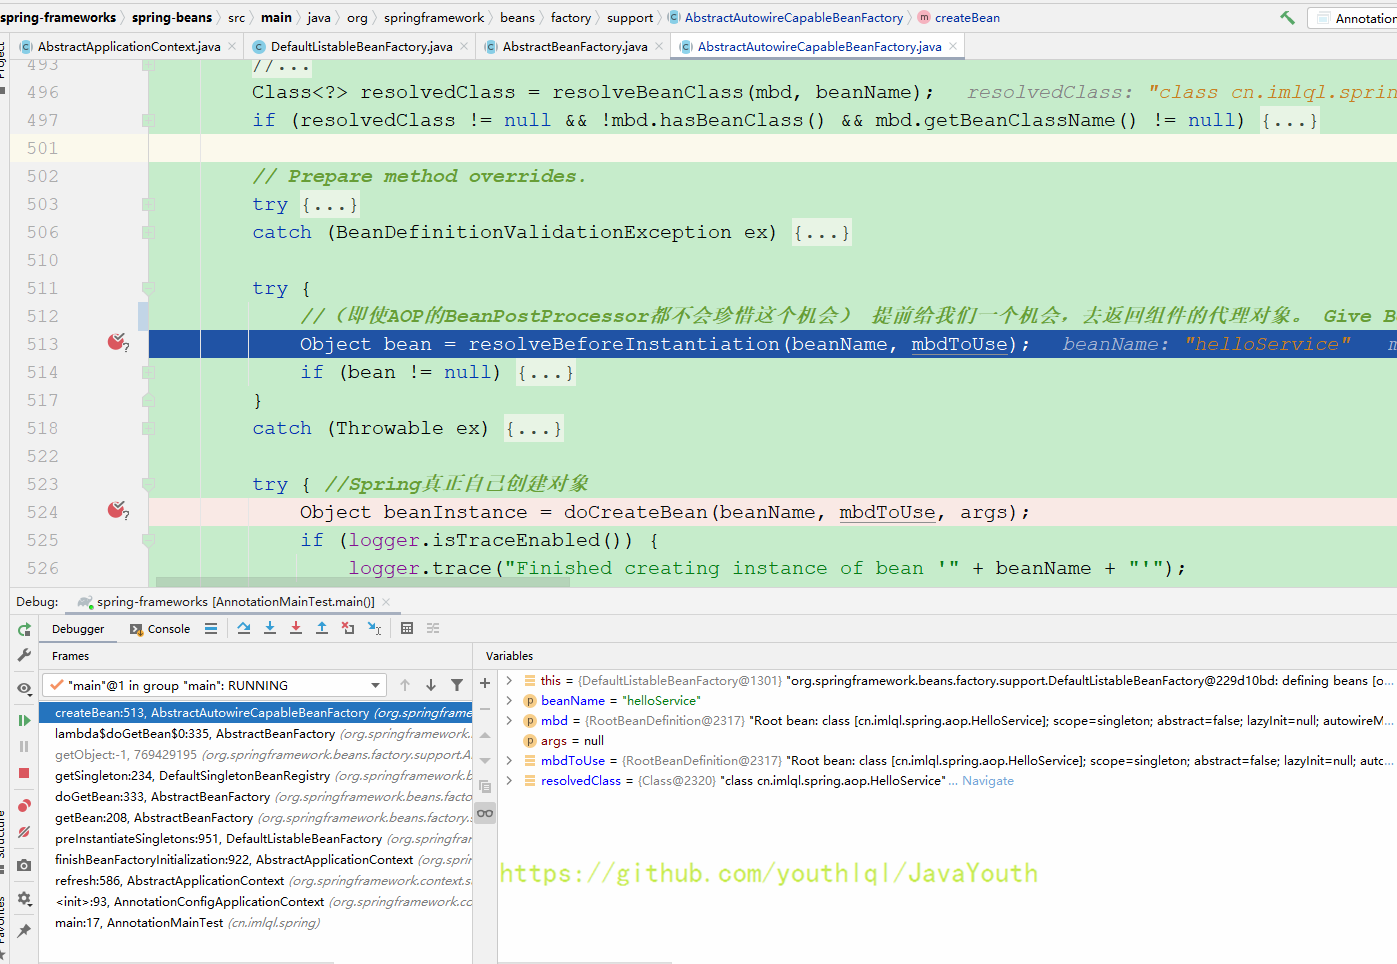 spring-frameworks spring-beans src main java org springframework beans factory support AbstractAutowireCapableBeanFactory createBean
AbstractApplicationContext.java DefaultListableBeanFactory.java AbstractBeanFactory.java AbstractAutowireCapableBeanFactory.java
493 //...
496 Class<?> resolvedClass = resolveBeanClass(mbd, beanName); resolvedClass: "class cn.imlql.sprin
497 if (resolvedClass != null && !mbd.hasBeanClass() && mbd.getBeanClassName() != null) {...}
501
502 // Prepare method overrides.
503 try {...}
506 catch (BeanDefinitionValidationException ex) {...}
510
511 try {
512 //（即使AOP的BeanPostProcessor都不会珍惜这个机会） 提前给我们一个机会，去返回组件的代理对象。 Give B
513 Object bean = resolveBeforeInstantiation(beanName, mbdToUse); beanName: "helloService" m
514 if (bean != null) {...}
517 }
518 catch (Throwable ex) {...}
522
523 try { //Spring真正自己创建对象
524 Object beanInstance = doCreateBean(beanName, mbdToUse, args);
525 if (logger.isTraceEnabled()) {
526 logger.trace("Finished creating instance of bean '" + beanName + "'");
Debug: spring-frameworks [AnnotationMainTest.main()]
Debugger Console
Frames
"main"@1 in group "main": RUNNING
createBean:513, AbstractAutowireCapableBeanFactory (org.springframe
lambda$doGetBean$0:335, AbstractBeanFactory (org.springframework.
getObject:-1, 769429195 (org.springframework.beans.factory.support.A
getSingleton:234, DefaultSingletonBeanRegistry (org.springframework.b
doGetBean:333, AbstractBeanFactory (org.springframework.beans.facto
getBean:208, AbstractBeanFactory (org.springframework.beans.factory.
preInstantiateSingletons:951, DefaultListableBeanFactory (org.springfra
finishBeanFactoryInitialization:922, AbstractApplicationContext (org.sprin
refresh:586, AbstractApplicationContext (org.springframework.context.s
<init>:93, AnnotationConfigApplicationContext (org.springframework.co
main:17, AnnotationMainTest (cn.imlql.spring)
Variables
this = {DefaultListableBeanFactory@1301} "org.springframework.beans.factory.support.DefaultListableBeanFactory@229d10bd: defining beans [o...
beanName = "helloService"
mbd = {RootBeanDefinition@2317} "Root bean: class [cn.imlql.spring.aop.HelloService]; scope=singleton; abstract=false; lazyInit=null; autowireM...
args = null
mbdToUse = {RootBeanDefinition@2317} "Root bean: class [cn.imlql.spring.aop.HelloService]; scope=singleton; abstract=false; lazyInit=null; auto...
resolvedClass = {Class@2320} "class cn.imlql.spring.aop.HelloService" ... Navigate
https://github.com/youthlql/JavaYouth